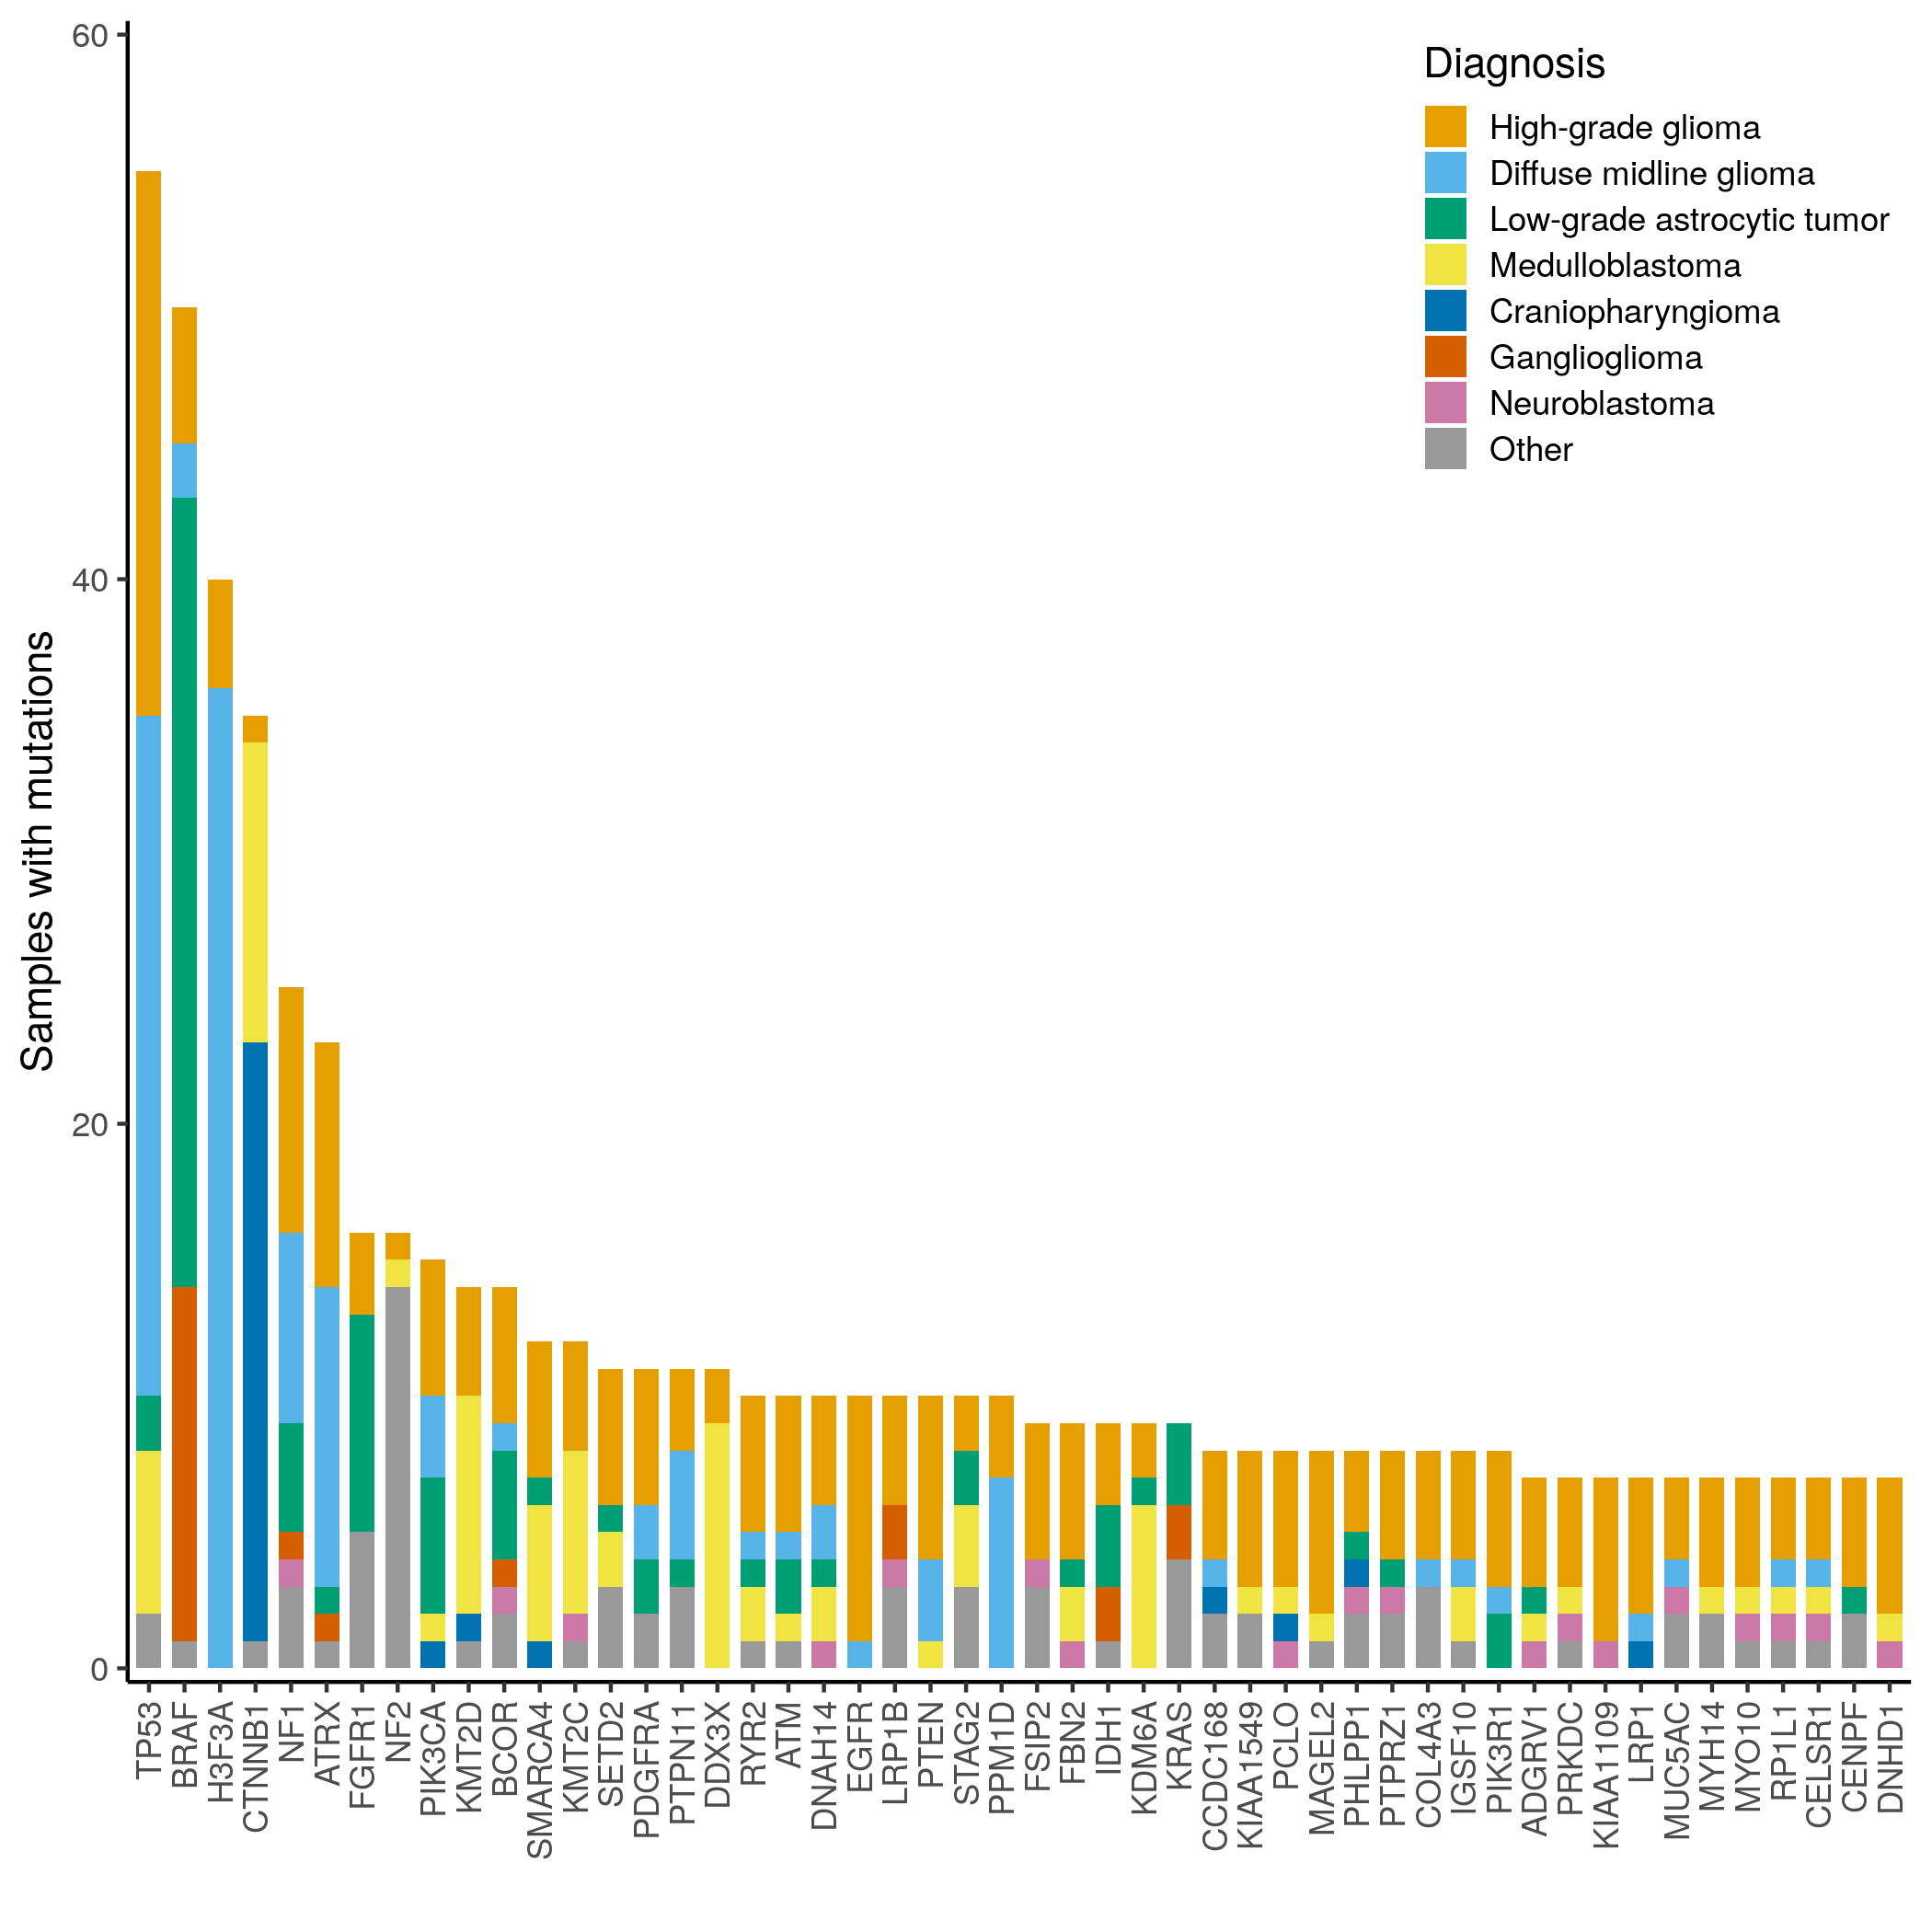 60
40
20
0
Samples with mutations
Diagnosis
High-grade glioma
Diffuse midline glioma
Low-grade astrocytic tumor
Medulloblastoma
Craniopharyngioma
Ganglioglioma
Neuroblastoma
Other
TP53
BRAF
H3F3A
CTNNB1
NF1
ATRX
FGFR1
NF2
PIK3CA
KMT2D
BCOR
SMARCA4
KMT2C
SETD2
PDGFRA
PTPN11
DDX3X
RYR2
ATM
DNAH14
EGFR
LRP1B
PTEN
STAG2
PPM1D
FSIP2
FBN2
IDH1
KDM6A
KRAS
CCDC168
KIAA1549
PCLO
MAGEL2
PHLPP1
PTPRZ1
COL4A3
IGSF10
PIK3R1
ADGRV1
PRKDC
KIAA1109
LRP1
MUC5AC
MYH14
MYO10
RP1L1
CELSR1
CENPF
DNHD1